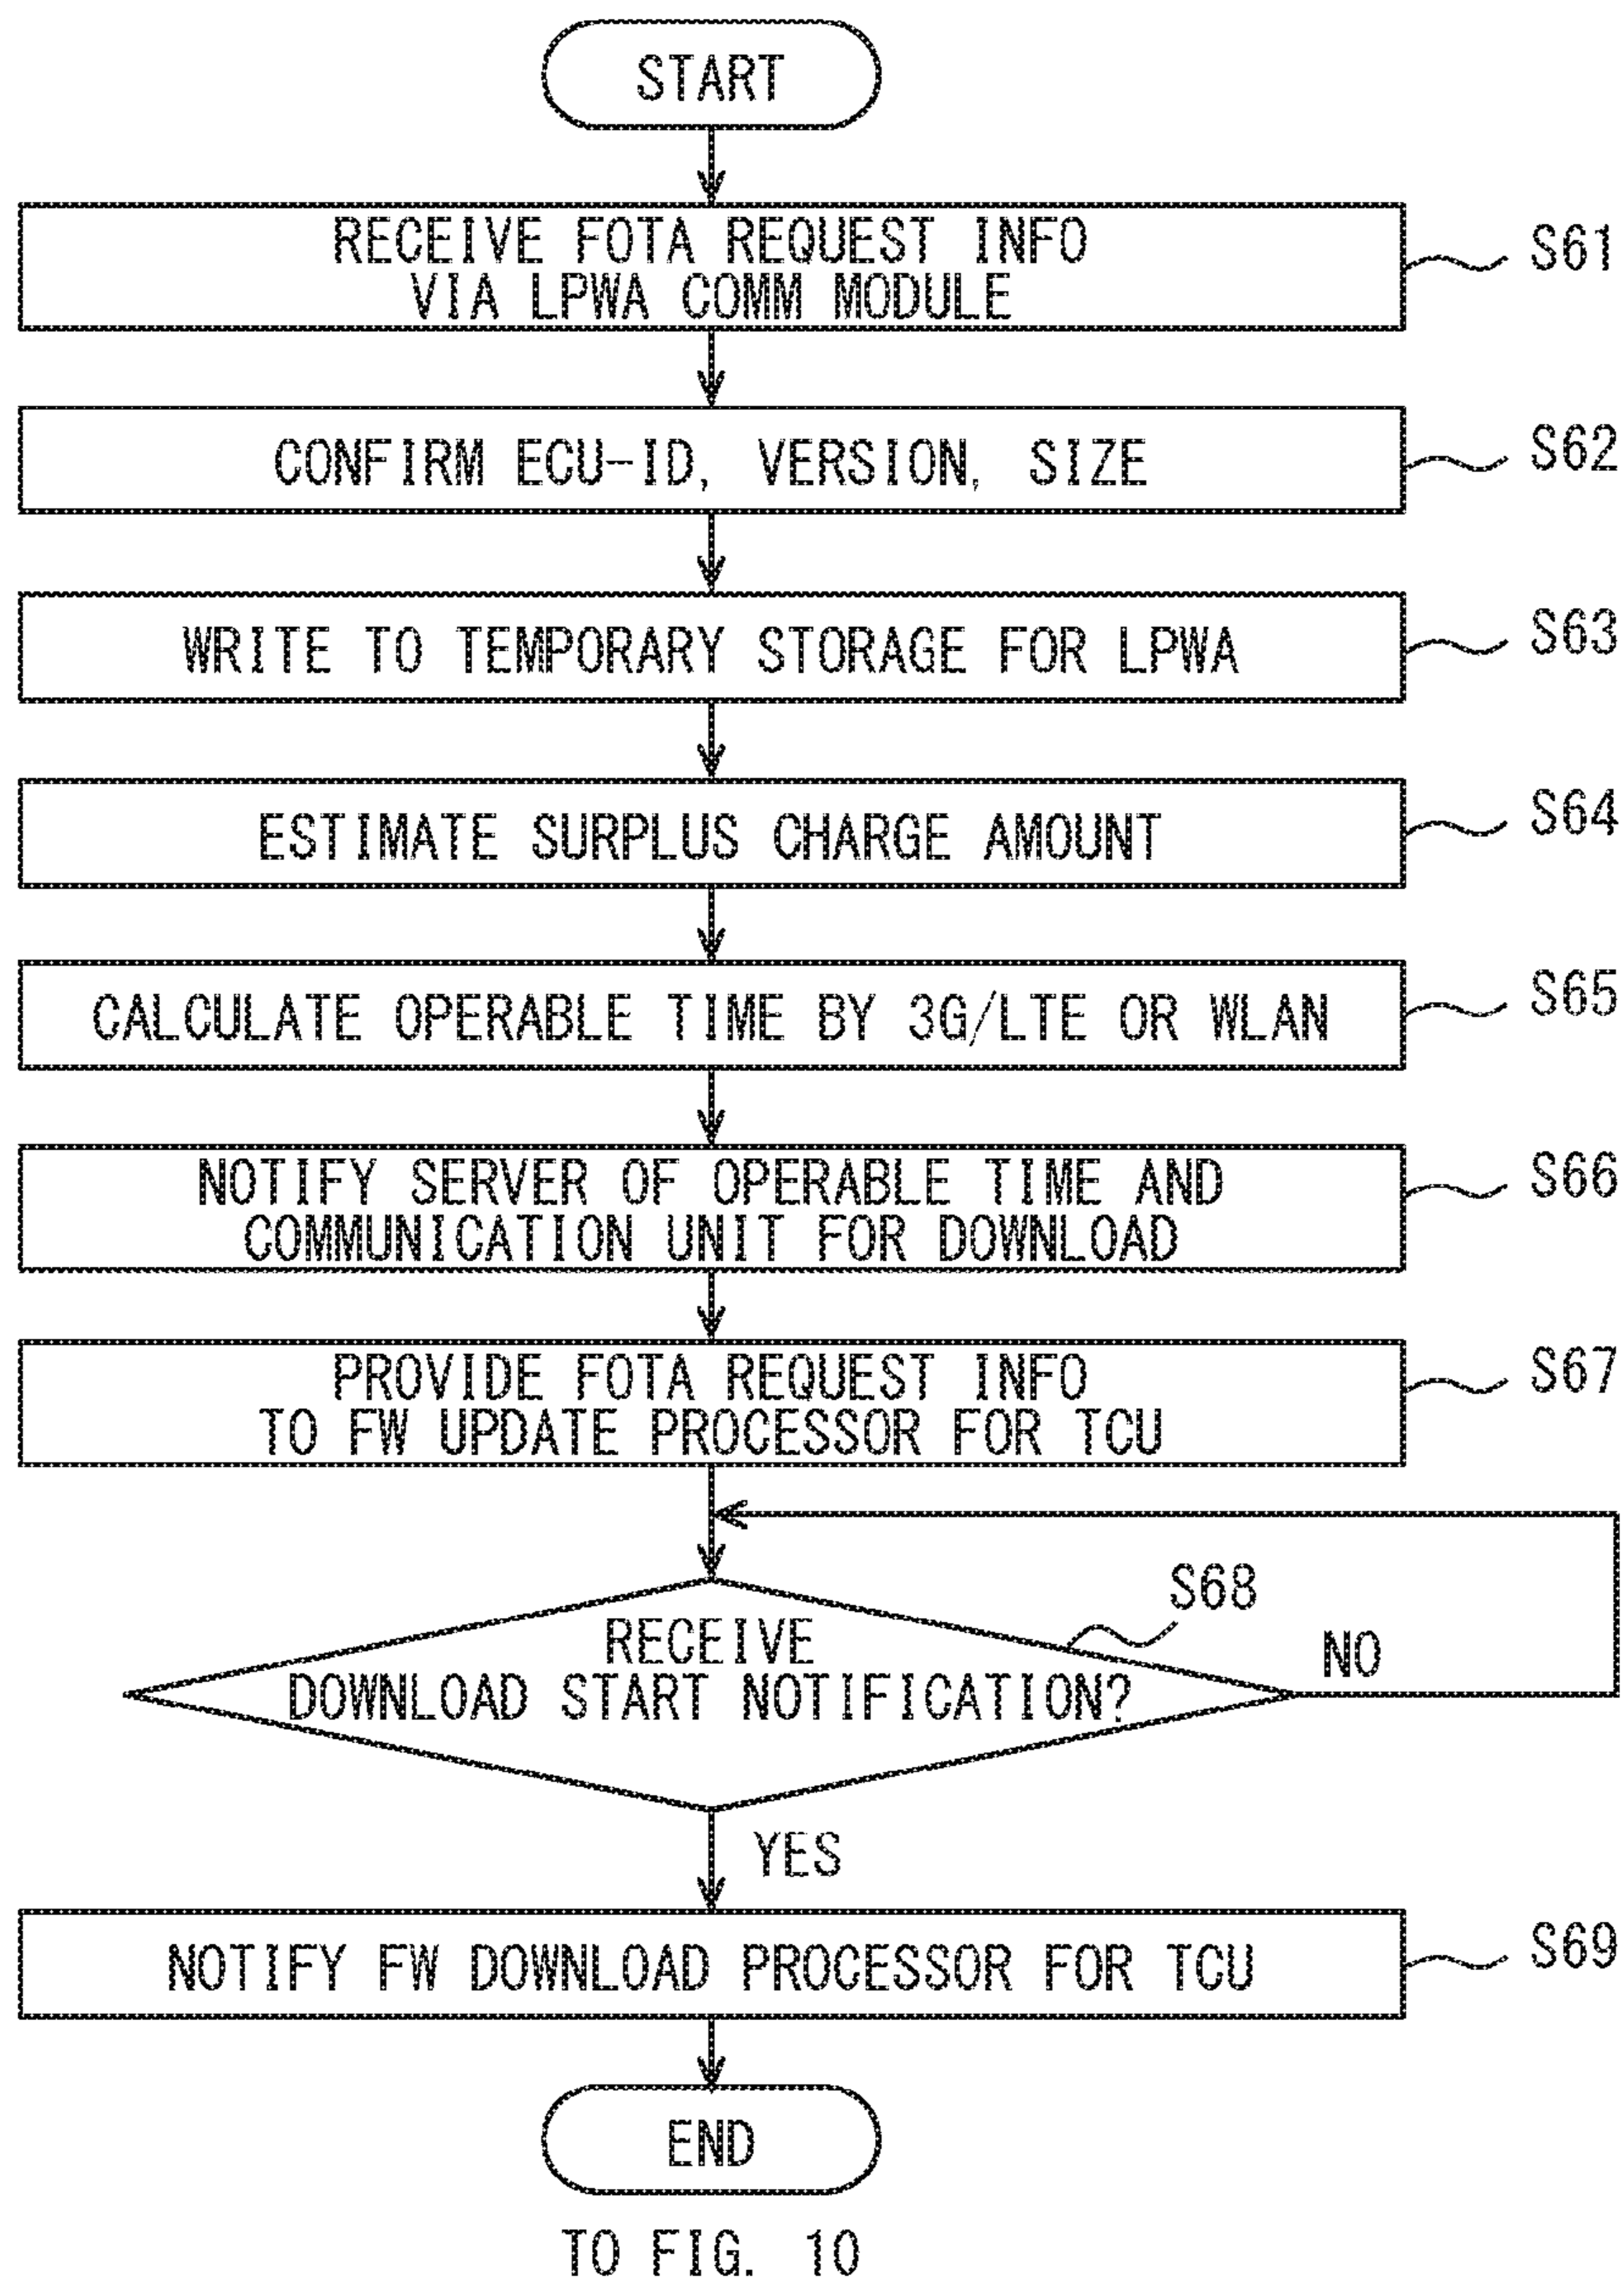 START
RECEIVE FOTA REQUEST INFO
VIA LPWA COMM MODULE
S61
CONFIRM ECU-ID, VERSION, SIZE
S62
WRITE TO TEMPORARY STORAGE FOR LPWA
S63
ESTIMATE SURPLUS CHARGE AMOUNT
S64
CALCULATE OPERABLE TIME BY 3G/LTE OR WLAN
S65
NOTIFY SERVER OF OPERABLE TIME AND
COMMUNICATION UNIT FOR DOWNLOAD
S66
PROVIDE FOTA REQUEST INFO
TO FW UPDATE PROCESSOR FOR TCU
S67
S68
RECEIVE
DOWNLOAD START NOTIFICATION?
NO
YES
NOTIFY FW DOWNLOAD PROCESSOR FOR TCU
S69
END
TO FIG. 10